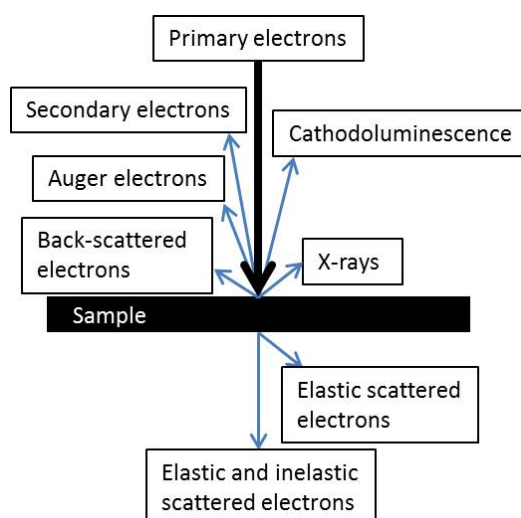 Primary electrons
Secondary electrons
Cathodoluminescence
Auger electrons
Back-scattered
electrons
X-rays
Sample
Elastic scattered
electrons
Elastic and inelastic
scattered electrons